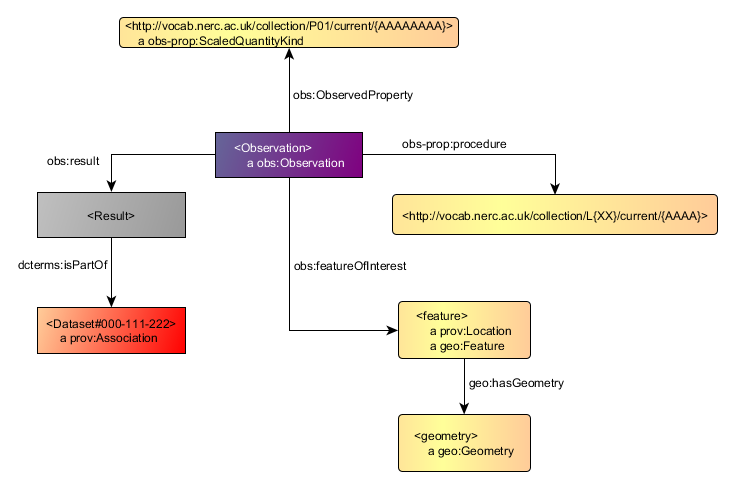 <http://vocab.nerc.ac.uk/collection/P01/current/{AAAAAAAA}>
a obs-prop:ScaledQuantityKind
obs:ObservedProperty
<Observation>
a obs:Observation
obs-prop:procedure
obs:result
<Result>
<http://vocab.nerc.ac.uk/collection/L{XX}/current/{AAAA}>
dcterms:isPartOf
obs:featureOfInterest
<Dataset#000-111-222>
a prov:Association
<feature>
a prov:Location
a geo:Feature
geo:hasGeometry
<geometry>
a geo:Geometry